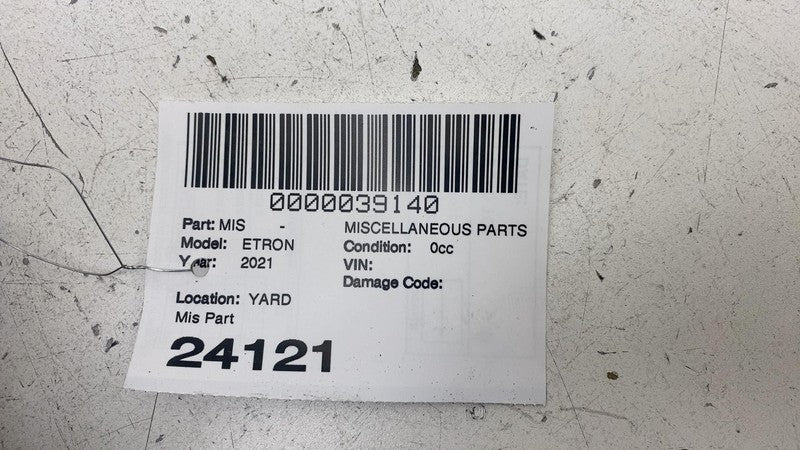 0000039140
Part: MIS - MISCELLANEOUS PARTS
Model: ETRON Condition: 0cc
Year: 2021 VIN:
Damage Code:
Location: YARD
Mis Part
24121